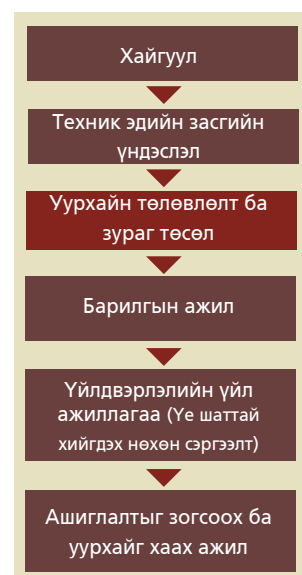 Хайгуул
Техник эдийн засгийн
үндэслэл
Уурхайн төлөвлөлт ба
зураг төсөл
Барилгын ажил
Үйлдвэрлэлийн үйл
ажиллагаа (Үе шаттай
хийгдэх нөхөн сэргээлт)
Ашиглалтыг зогсоох ба
уурхайг хаах ажил